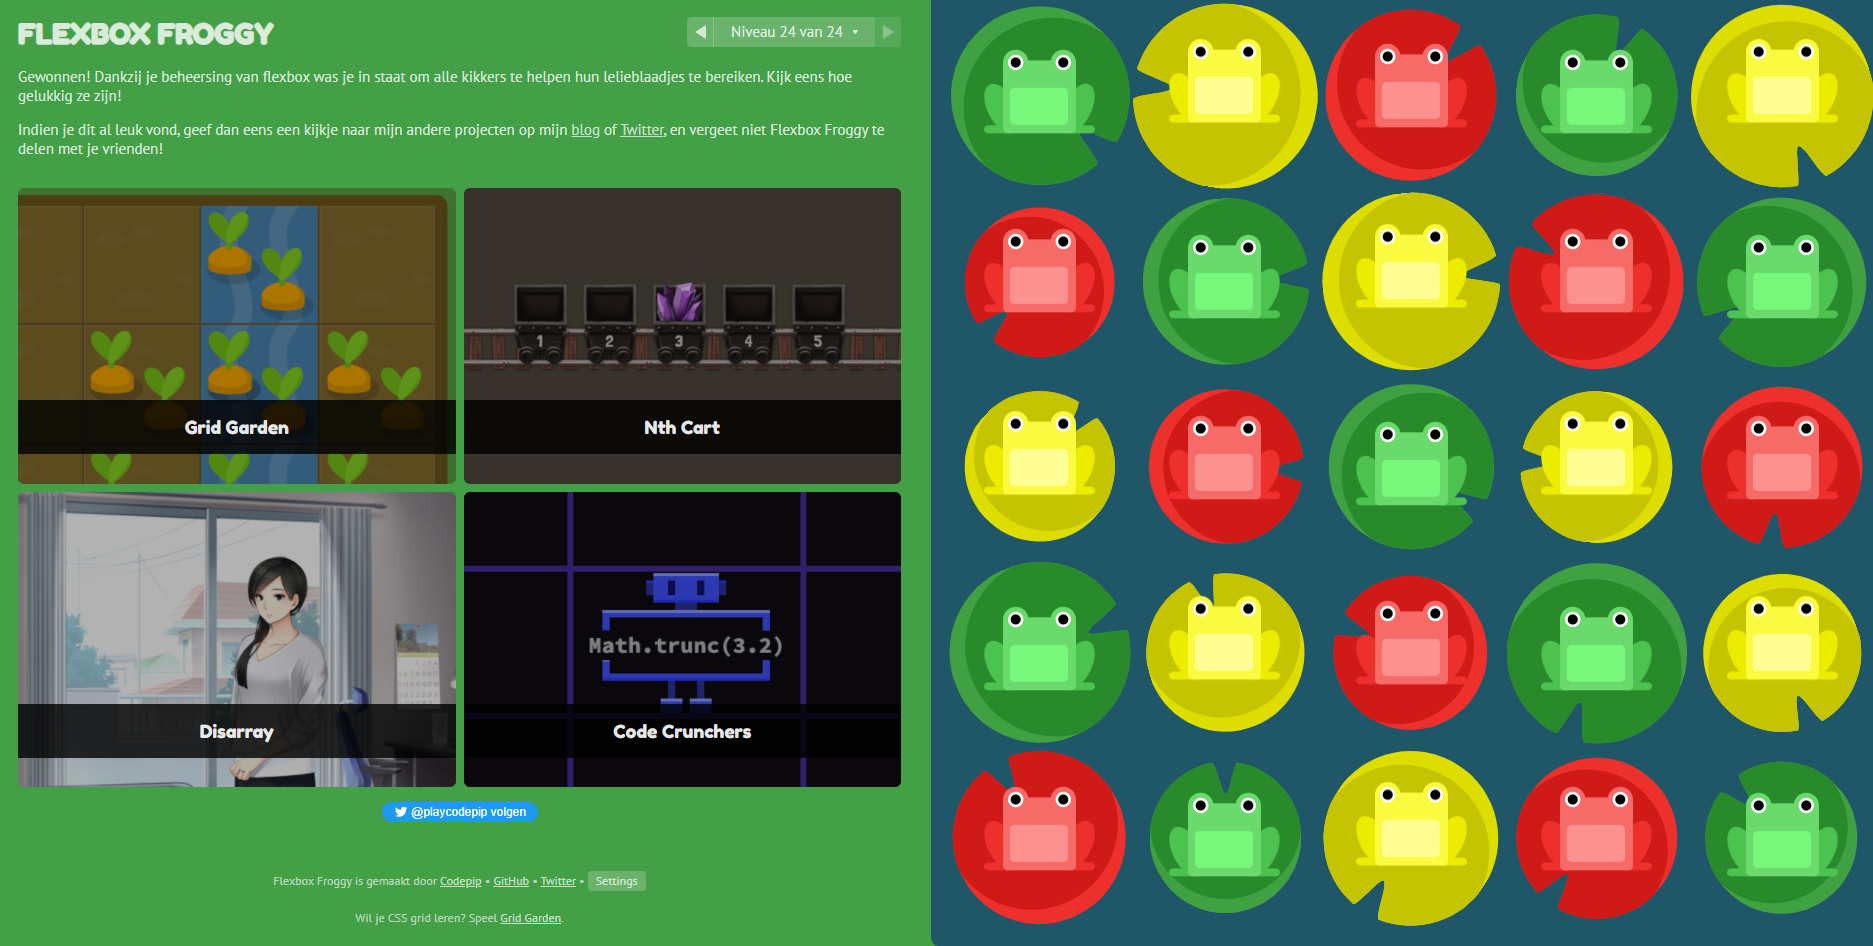 FLEXBOX FROGGY
Niveau 24 van 24
Gewonnen! Dankzij je beheersing van flexbox was je in staat om alle kikkers te helpen hun lelieblaadjes te bereiken. Kijk eens hoe
gelukkig ze zijn!
Indien je dit al leuk vond, geef dan eens een kijkje naar mijn andere projecten op mijn blog of Twitter, en vergeet niet Flexbox Froggy te
delen met je vrienden!
Grid Garden
1 2 3 4 5
Nth Cart
Disarray
Math.trunc(3.2)
Code Crunchers
@playcodepip volgen
Flexbox Froggy is gemaakt door Codepip • GitHub • Twitter • Settings
Wil je CSS grid leren? Speel Grid Garden.